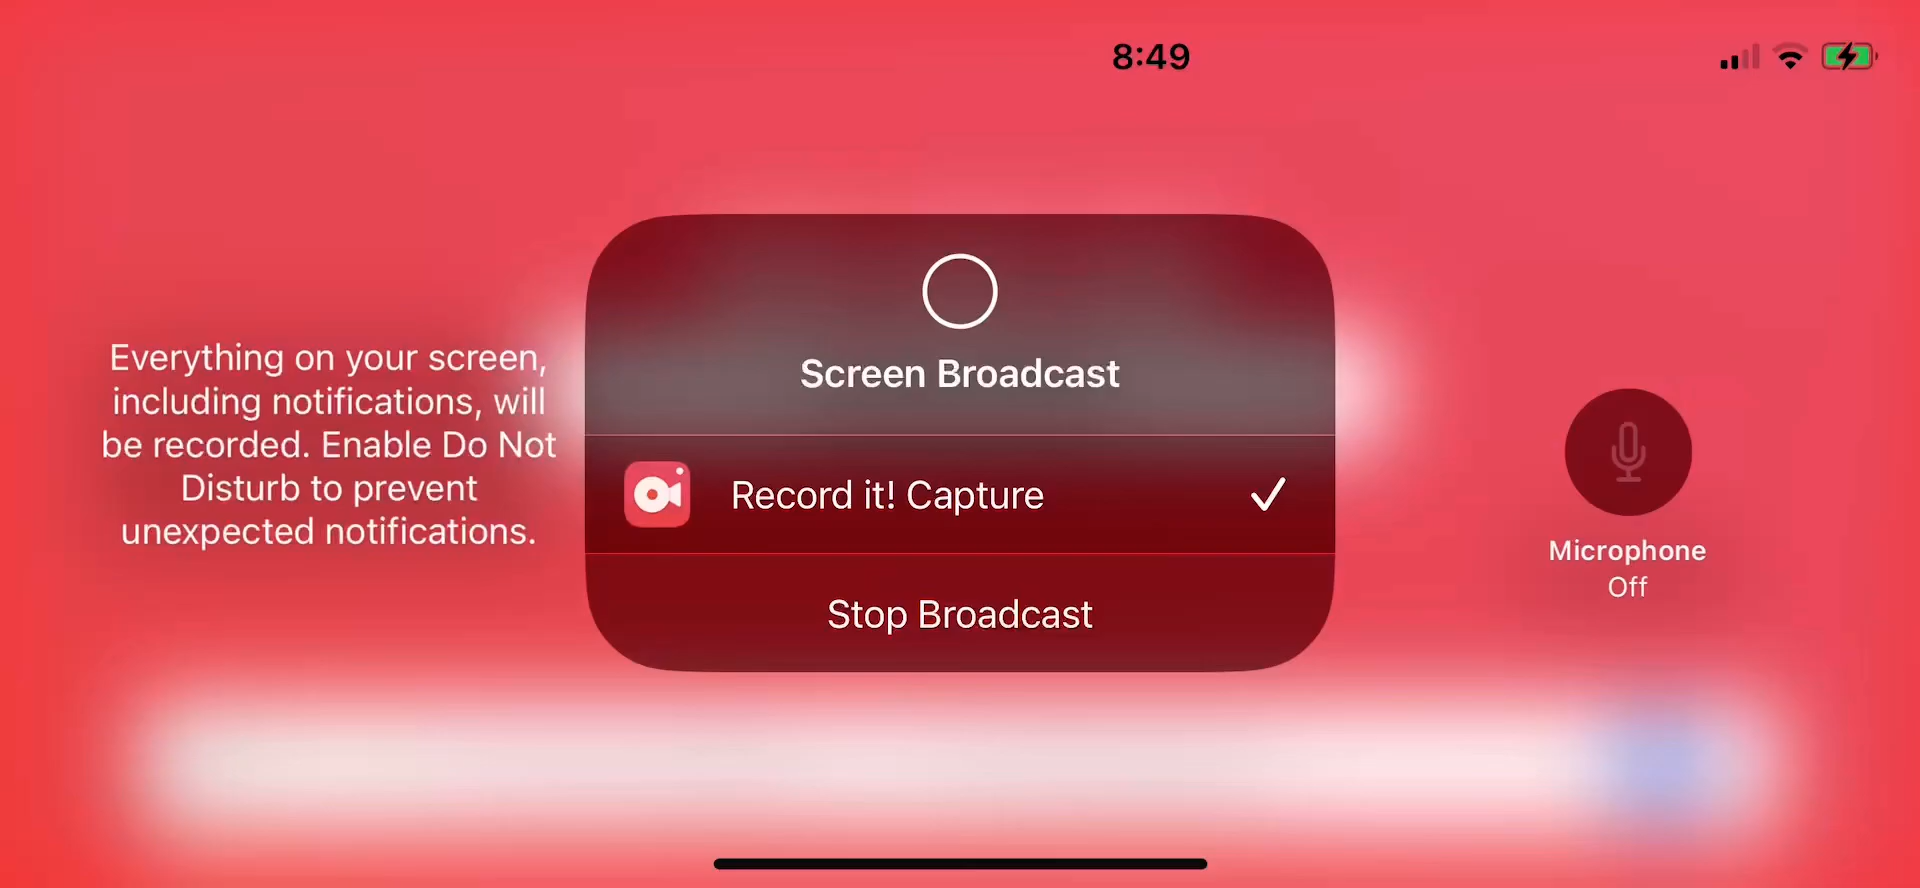 8:49
Everything on your screen,
including notifications, will
be recorded. Enable Do Not
Disturb to prevent
unexpected notifications.
Screen Broadcast
Record it! Capture
Stop Broadcast
Microphone
Off